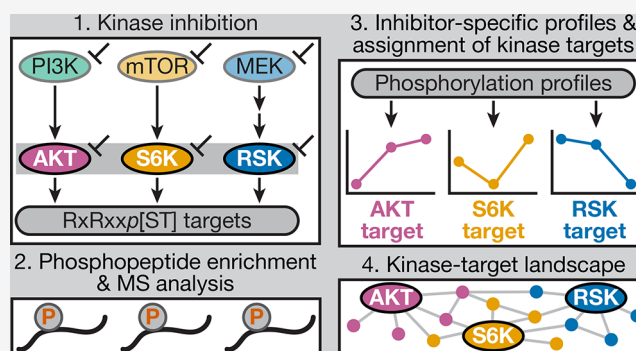 1. Kinase inhibition
PI3K
mTOR
MEK
AKT
S6K
RSK
RxRxxp[ST] targets
2. Phosphopeptide enrichment
& MS analysis
P
P
P
3. Inhibitor-specific profiles &
assignment of kinase targets
Phosphorylation profiles
AKT
target
S6K
target
RSK
target
4. Kinase-target landscape
AKT
RSK
S6K